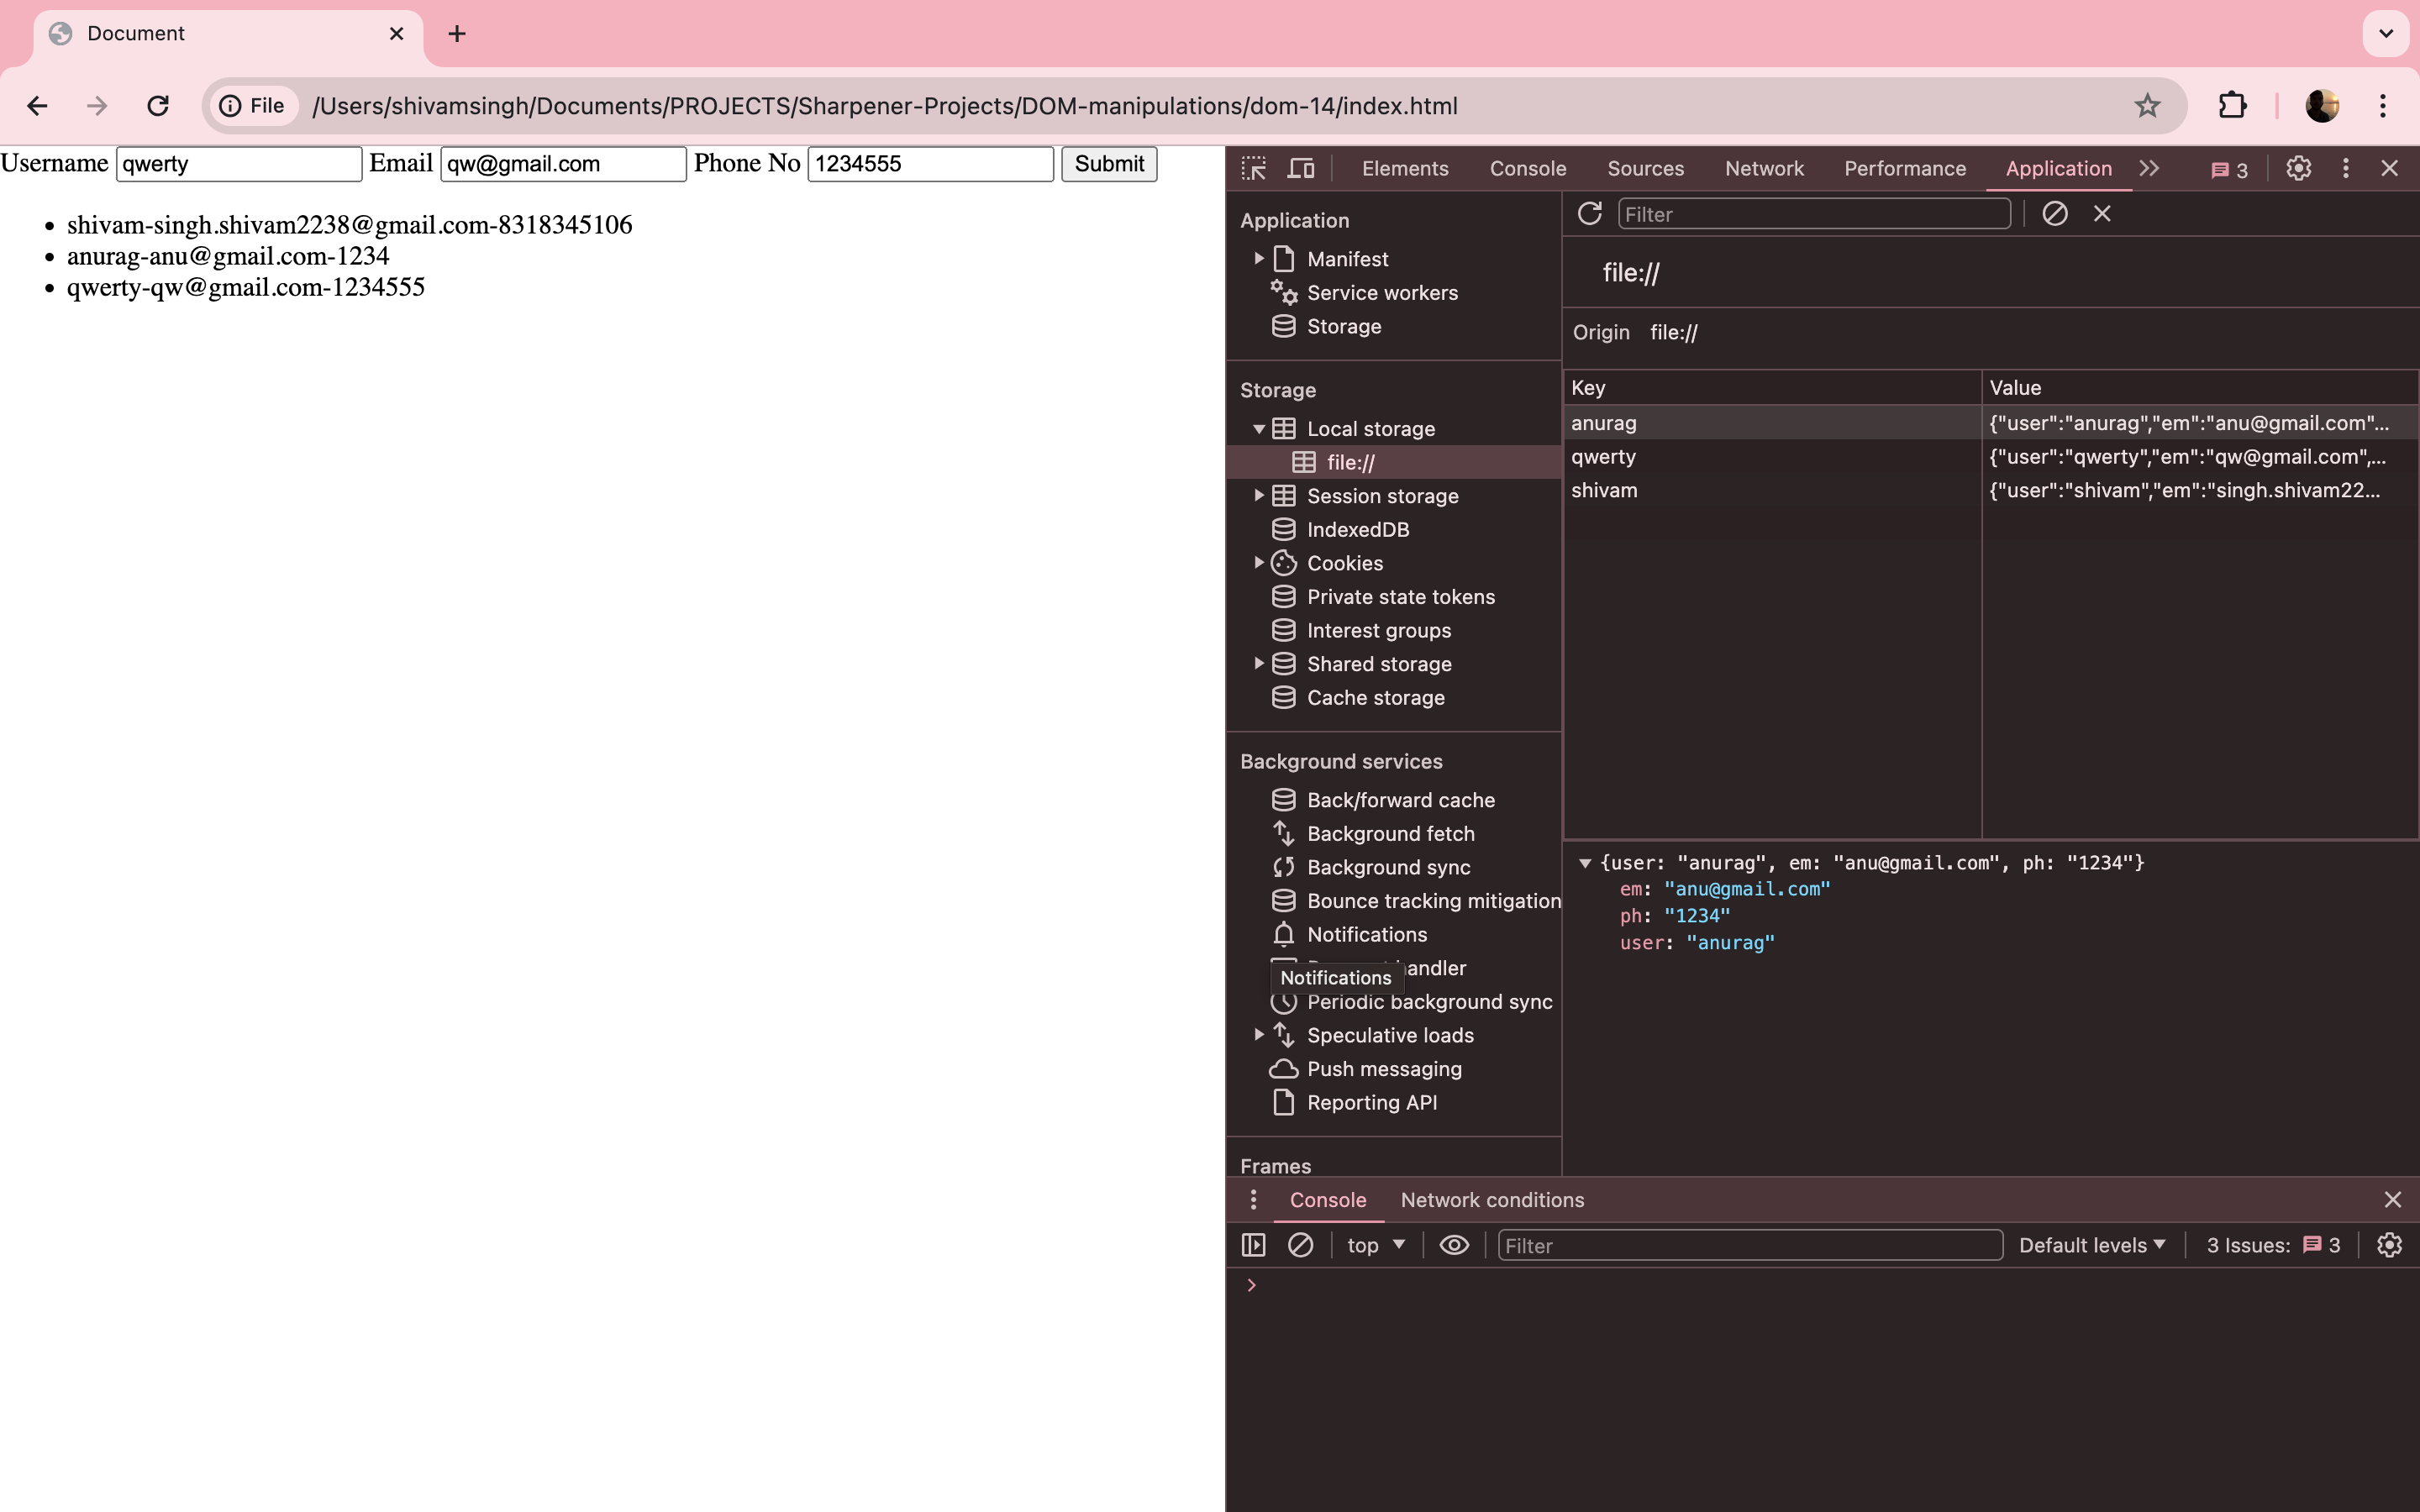 Document
File /Users/shivamsingh/Documents/PROJECTS/Sharpener-Projects/DOM-manipulations/dom-14/index.html
Username qwerty Email qw@gmail.com Phone No 1234555 Submit
shivam-singh.shivam2238@gmail.com-8318345106
anurag-anu@gmail.com-1234
qwerty-qw@gmail.com-1234555
Elements Console Sources Network Performance Application 3
Application
Manifest
Service workers
Storage
Storage
Local storage
file://
Session storage
IndexedDB
Cookies
Private state tokens
Interest groups
Shared storage
Cache storage
Background services
Back/forward cache
Background fetch
Background sync
Bounce tracking mitigation
Notifications
andler
Notifications
Periodic background sync
Speculative loads
Push messaging
Reporting API
Frames
Filter
file://
Origin file://
Key Value
anurag {"user":"anurag","em":"anu@gmail.com"...
qwerty {"user":"qwerty","em":"qw@gmail.com",...
shivam {"user":"shivam","em":"singh.shivam22...
{user: "anurag", em: "anu@gmail.com", ph: "1234"}
em: "anu@gmail.com"
ph: "1234"
user: "anurag"
Console Network conditions
top Filter Default levels 3 Issues: 3